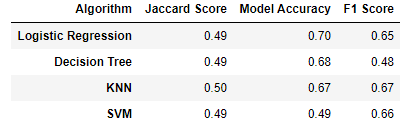 Algorithm Jaccard Score Model Accuracy F1 Score
Logistic Regression 0.49 0.70 0.65
Decision Tree 0.49 0.68 0.48
KNN 0.50 0.67 0.67
SVM 0.49 0.49 0.66